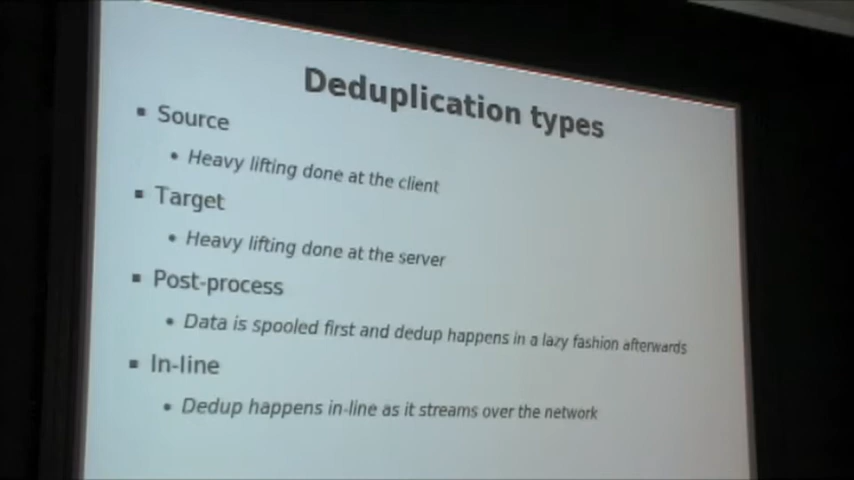 Deduplication types
▪ Source
• Heavy lifting done at the client
▪ Target
• Heavy lifting done at the server
▪ Post-process
• Data is spooled first and dedup happens in a lazy fashion afterwards
▪ In-line
• Dedup happens in-line as it streams over the network